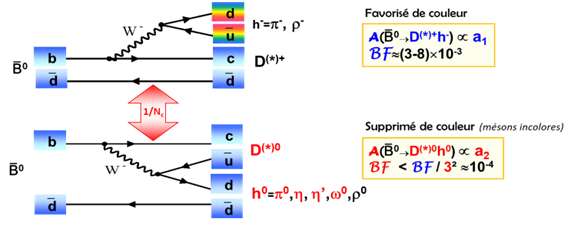 d
W⁻
u̅
h⁻=π⁻, ρ⁻
b
c
D(*)+
B̅⁰
d̅
d̅
1/Nc
b
c
D(*)0
u̅
B̅⁰
W⁻
d
h⁰=π⁰,η, η’, ω⁰,ρ⁰
d̅
d̅
Favorisé de couleur
A(B̅⁰→D(*)+h⁻) ∝ a₁
BF≈(3-8)×10⁻³
Supprimé de couleur (mésons incolores)
A(B̅⁰→D(*)0h⁰) ∝ a₂
BF < BF / 3² ≈10⁻⁴